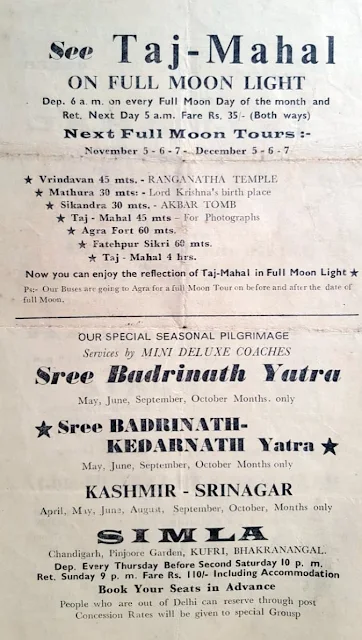 See Taj-Mahal
ON FULL MOON LIGHT
Dep. 6 a.m. on every Full Moon Day of the month and
Ret. Next Day 5 a.m. Fare Rs, 35/- (Both ways)
Next Full Moon Tours :-
November 5 - 6 - 7 - December 5 - 6 - 7
★ Vrindavan 45 mts. - RANGANATHA TEMPLE
★ Mathura 30 mts: - Lord Krishna's birth place
★ Sikandra 30 mts. - AKBAR TOMB
★ Taj - Mahal 45 mts - For Photographs
★ Agra Fort 60 mts.
★ Fatehpur Sikri 60 mts.
★ Taj - Mahal 4 hrs.
Now you can enjoy the reflection of Taj-Mahal in Full Moon Light ★
Ps:- Our Buses are going to Agra for a full Moon Tour on before and after the date of
full Moon.
OUR SPECIAL SEASONAL PILGRIMAGE
Services by MINI DELUXE COACHES
Sree Badrinath Yatra
May, June, September, October Months. only
★ Sree BADRINATH-
KEDARNATH Yatra ★
May, June, September, October Months only
KASHMIR - SRINAGAR
April, May, June, August, September, October, Months only
SIMLA
Chandigarh, Pinjoore Garden, KUFRI, BHAKRANANGAL.
Dep. Every Thursday Before Second Saturday 10 p. m.
Ret. Sunday 9 p. m. Fare Rs. 110/- Including Accommodation
Book Your Seats in Advance
People who are out of Delhi can reserve through post
Concession Rates will be given to special Grousp